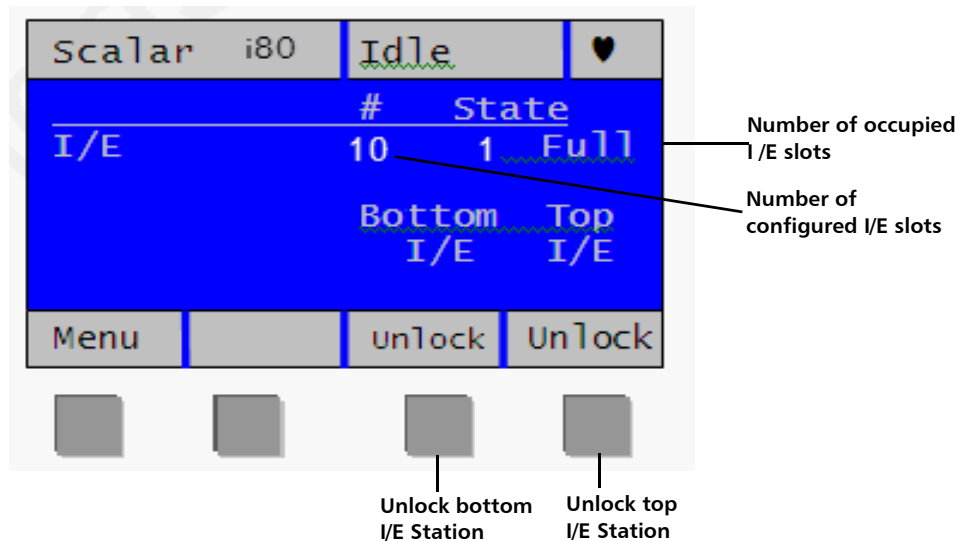 Scalar i80 Idle ♥
# State
I/E 10 1 Full
Bottom Top
I/E I/E
Menu Unlock Unlock
Number of occupied
I /E slots
Number of
configured I/E slots
Unlock bottom
I/E Station
Unlock top
I/E Station